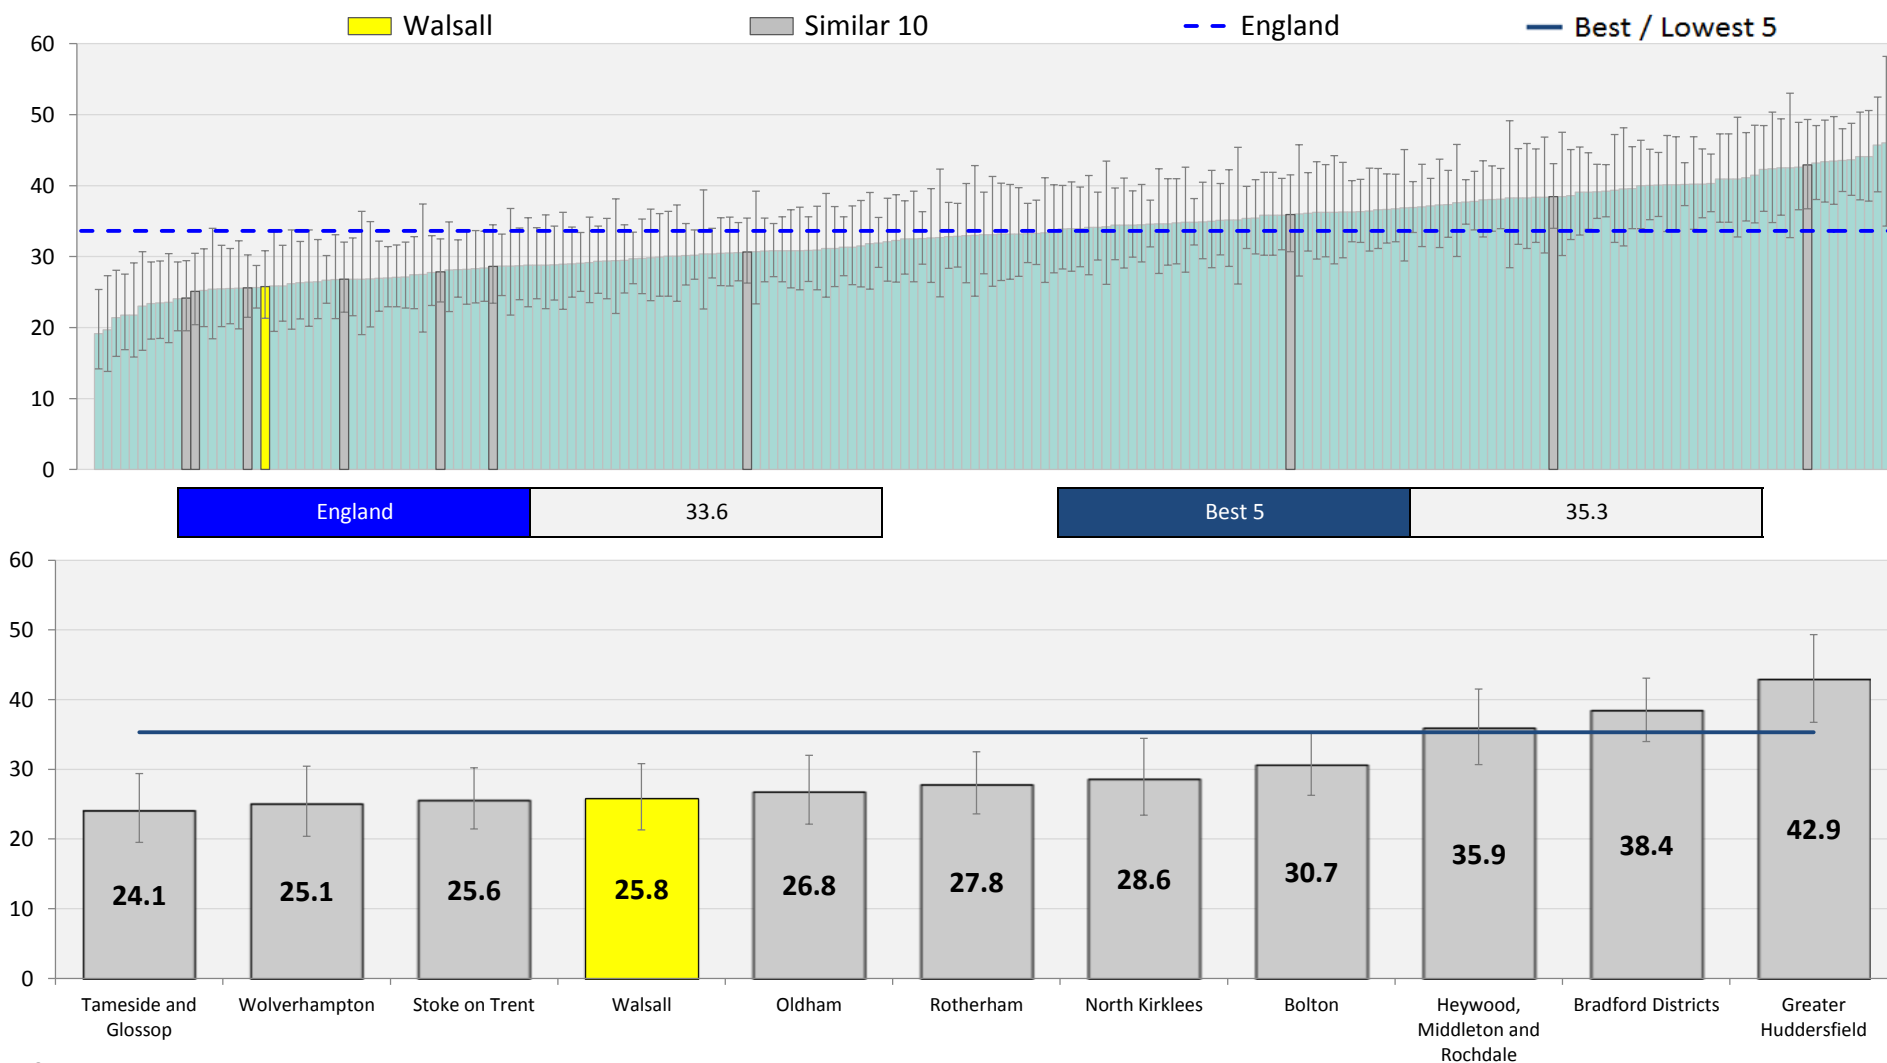 Walsall Similar 10 England Best / Lowest 5
60
50
40
30
20
10
0
England 33.6 Best 5 35.3
60
50
40
30
20
10
0
24.1 25.1 25.6 25.8 26.8 27.8 28.6 30.7 35.9 38.4 42.9
Tameside and Glossop
Wolverhampton
Stoke on Trent
Walsall
Oldham
Rotherham
North Kirklees
Bolton
Heywood,
Middleton and
Rochdale
Bradford Districts
Greater
Huddersfield